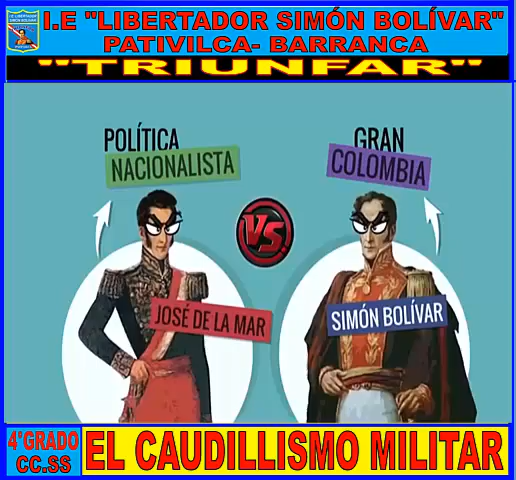 I.E "LIBERTADOR SIMÓN BOLÍVAR"
PATIVILCA- BARRANCA
"TRIUNFAR"
POLÍTICA
NACIONALISTA
GRAN
COLOMBIA
VS
JOSÉ DE LA MAR
SIMÓN BOLÍVAR
4°GRADO
CC.SS
EL CAUDILLISMO MILITAR